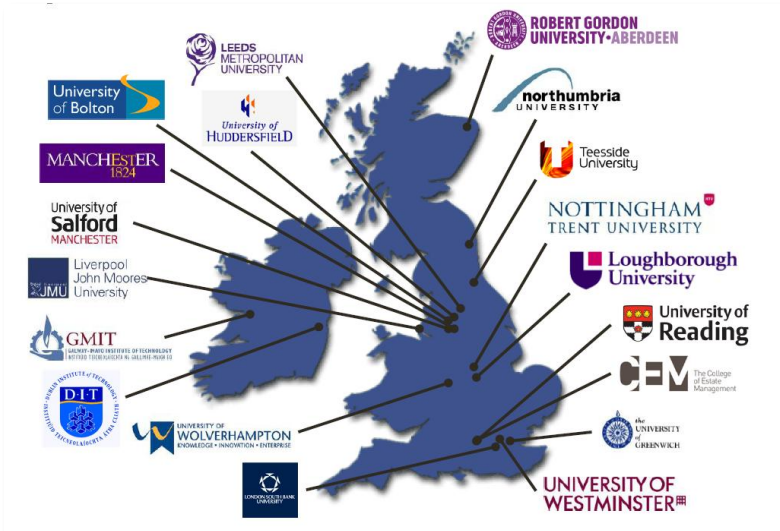 ROBERT GORDON
UNIVERSITY•ABERDEEN
LEEDS
METROPOLITAN
UNIVERSITY
University
of Bolton
University of
HUDDERSFIELD
northumbria
UNIVERSITY
MANCHESTER
1824
Teesside
University
University of
Salford
MANCHESTER
NOTTINGHAM
TRENT UNIVERSITY
Liverpool
John Moores
University
JMU
Loughborough
University
GMIT
GALWAY-MAYO INSTITUTE OF TECHNOLOGY
University of
Reading
CEM
The College
of Estate
Management
DUBLIN INSTITUTE of TECHNOLOGY
D·I·T
UNIVERSITY OF
WOLVERHAMPTON
KNOWLEDGE • INNOVATION • ENTERPRISE
the
UNIVERSITY
of
GREENWICH
LONDON SOUTH BANK
UNIVERSITY
UNIVERSITY OF
WESTMINSTER